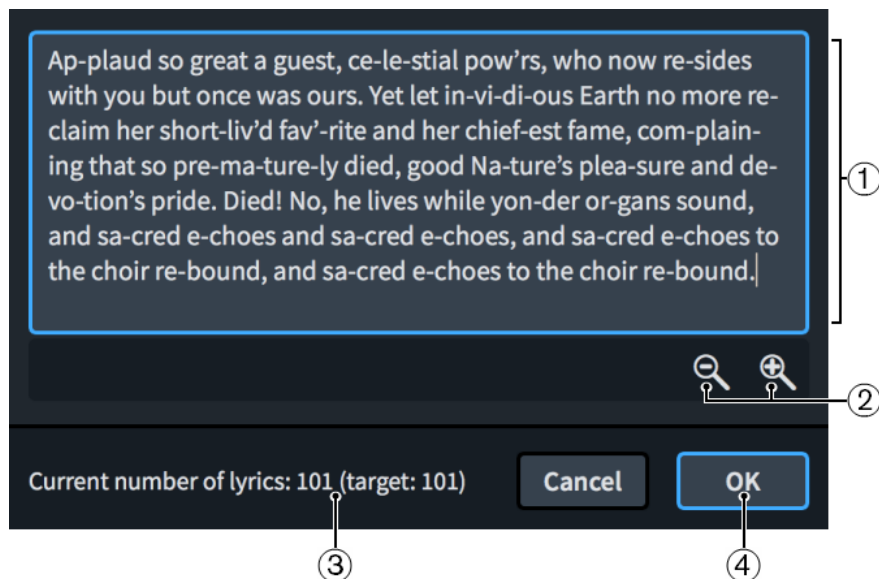 Ap-plaud so great a guest, ce-le-stial pow’rs, who now re-sides
with you but once was ours. Yet let in-vi-di-ous Earth no more re-
claim her short-liv’d fav’-rite and her chief-est fame, com-plain-
ing that so pre-ma-ture-ly died, good Na-ture’s plea-sure and de-
vo-tion’s pride. Died! No, he lives while yon-der or-gans sound,
and sa-cred e-choes and sa-cred e-choes, and sa-cred e-choes to
the choir re-bound, and sa-cred e-choes to the choir re-bound.
①
②
Current number of lyrics: 101 (target: 101) Cancel OK
③ ④